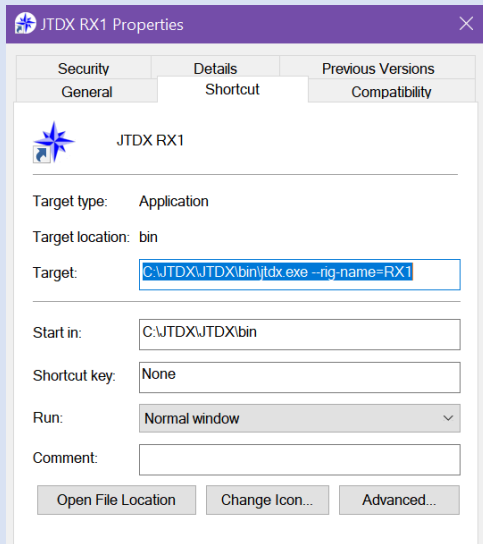 JTDX RX1 Properties
Security Details Previous Versions
General Shortcut Compatibility
JTDX RX1
Target type: Application
Target location: bin
Target: C:\JTDX\JTDX\bin\jtdx.exe --rig-name=RX1
Start in: C:\JTDX\JTDX\bin
Shortcut key: None
Run: Normal window
Comment:
Open File Location Change Icon... Advanced...